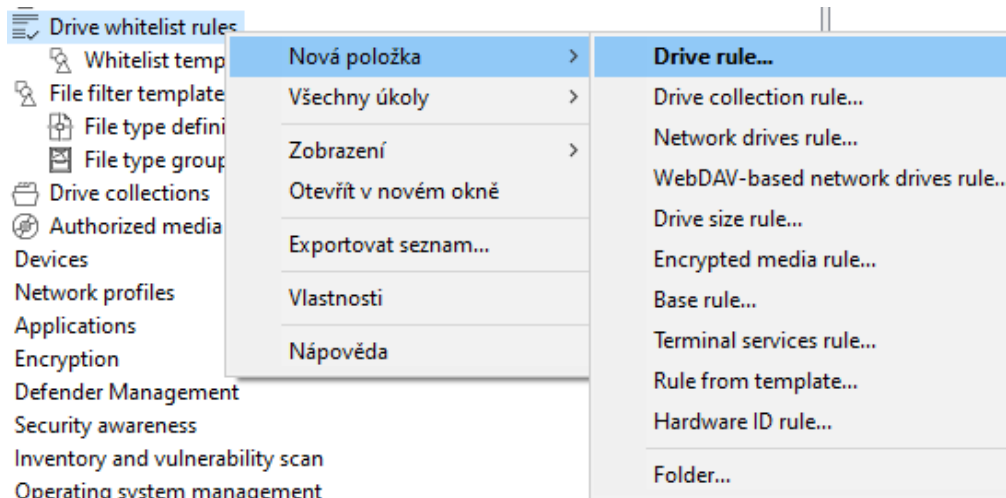 Drive whitelist rules
Whitelist temp
File filter template
File type defini
File type group
Drive collections
Authorized media
Devices
Network profiles
Applications
Encryption
Defender Management
Security awareness
Inventory and vulnerability scan
Operating system management
Nová položka
Všechny úkoly
Zobrazení
Otevřít v novém okně
Exportovat seznam...
Vlastnosti
Nápověda
Drive rule...
Drive collection rule...
Network drives rule...
WebDAV-based network drives rule...
Drive size rule...
Encrypted media rule...
Base rule...
Terminal services rule...
Rule from template...
Hardware ID rule...
Folder...